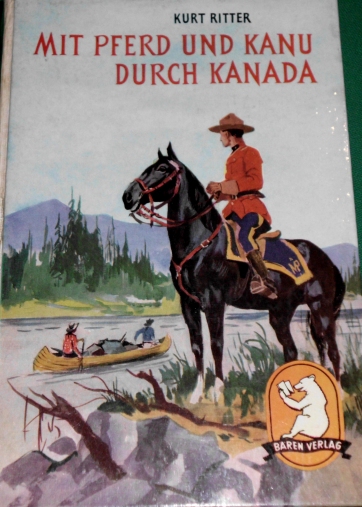 KURT RITTER
MIT PFERD UND KANU
DURCH KANADA
BÄREN VERLAG